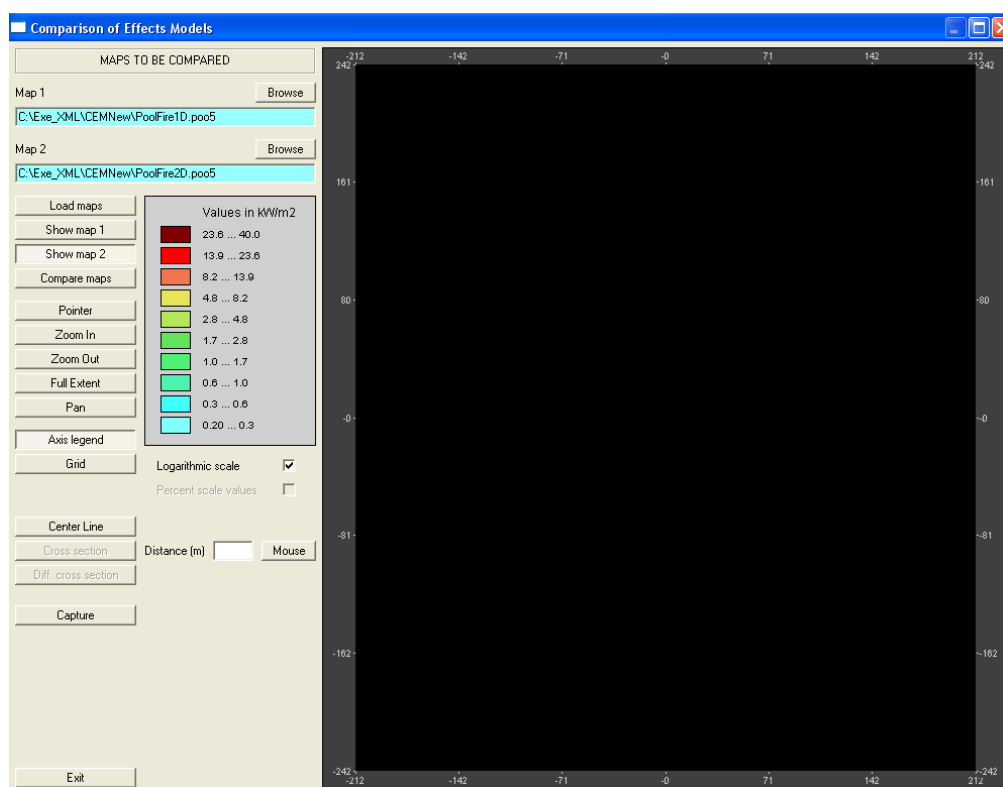 Comparison of Effects Models
MAPS TO BE COMPARED
Map 1 Browse
C:\Exe_XML\CEMNew\PoolFire1D.poo5
Map 2 Browse
C:\Exe_XML\CEMNew\PoolFire2D.poo5
Load maps
Show map 1
Show map 2
Compare maps
Pointer
Zoom In
Zoom Out
Full Extent
Pan
Axis legend
Grid
Values in kW/m2
23.6 ... 40.0
13.9 ... 23.6
8.2 ... 13.9
4.8 ... 8.2
2.8 ... 4.8
1.7 ... 2.8
1.0 ... 1.7
0.6 ... 1.0
0.3 ... 0.6
0.20 ... 0.3
Logarithmic scale
Percent scale values
Center Line
Cross section Distance (m) Mouse
Diff. cross section
Capture
Exit
-212 -142 -71 -0 71 142 212
242 242
161 161
80 80
-0 -0
-81 -81
-162 -162
-242 -242
-212 -142 -71 -0 71 142 212